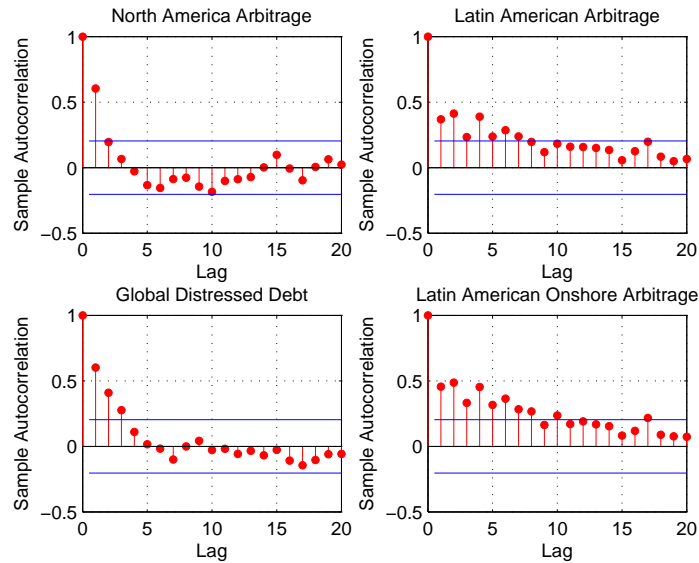 North America Arbitrage
Sample Autocorrelation
1
0.5
0
−0.5
0 5 10 15 20
Lag
Latin American Arbitrage
Sample Autocorrelation
1
0.5
0
−0.5
0 5 10 15 20
Lag
Global Distressed Debt
Sample Autocorrelation
1
0.5
0
−0.5
0 5 10 15 20
Lag
Latin American Onshore Arbitrage
Sample Autocorrelation
1
0.5
0
−0.5
0 5 10 15 20
Lag